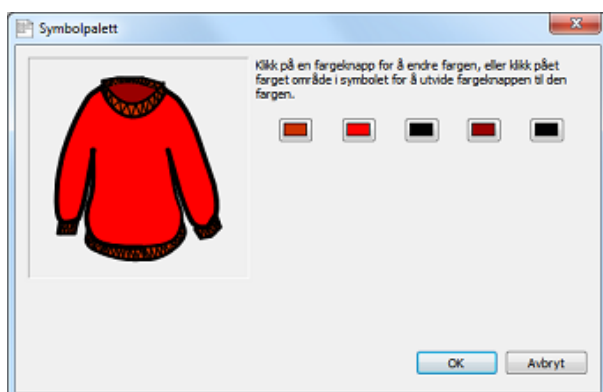 Symbolpalett
Klikk på en fargeknapp for å endre fargen, eller klikk pået
farget område i symbolet for å utvide fargeknappen til den
fargen.
OK
Avbryt